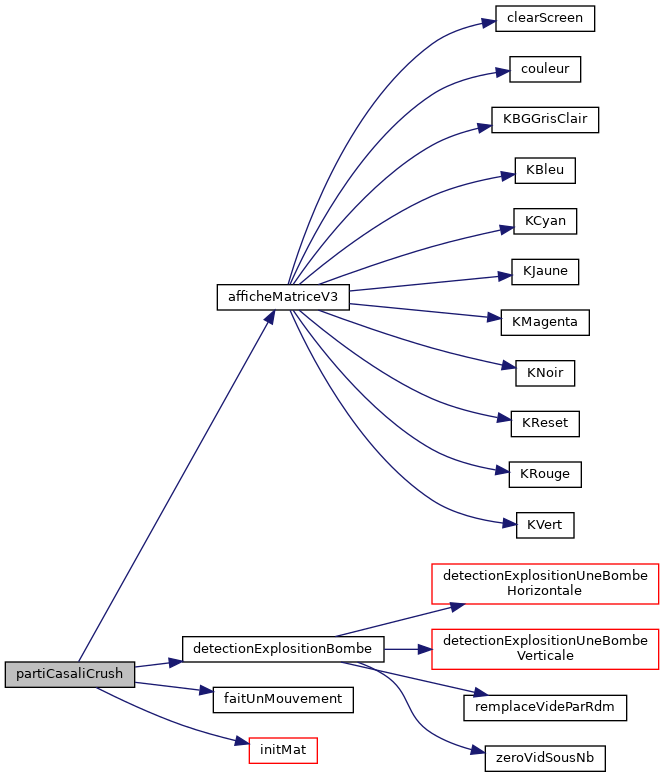 clearScreen
couleur
KBGGrisClair
KBleu
KCyan
KJaune
afficheMatriceV3
KMagenta
KNoir
KReset
KRouge
KVert
detectionExplositionUneBombe
Horizontale
detectionExplositionBombe
detectionExplositionUneBombe
Verticale
partiCasaliCrush
faitUnMouvement
remplaceVideParRdm
initMat
zeroVidSousNb